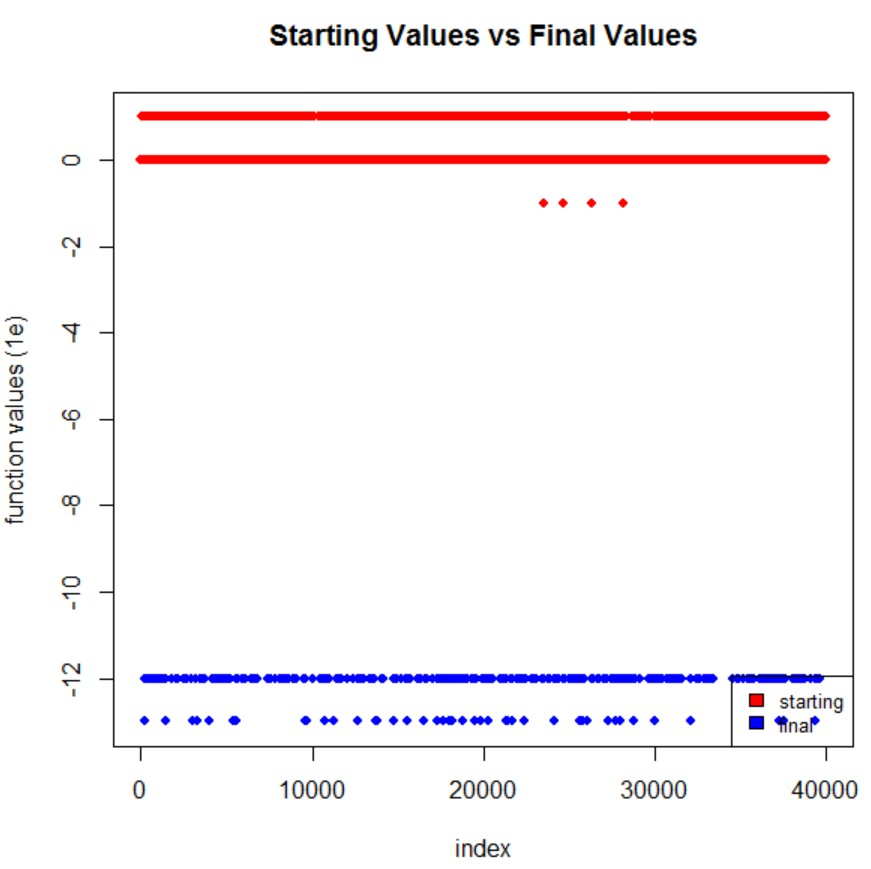 Starting Values vs Final Values
function values (1e)
0
-2
-4
-6
-8
-10
-12
starting
final
0 10000 20000 30000 40000
index